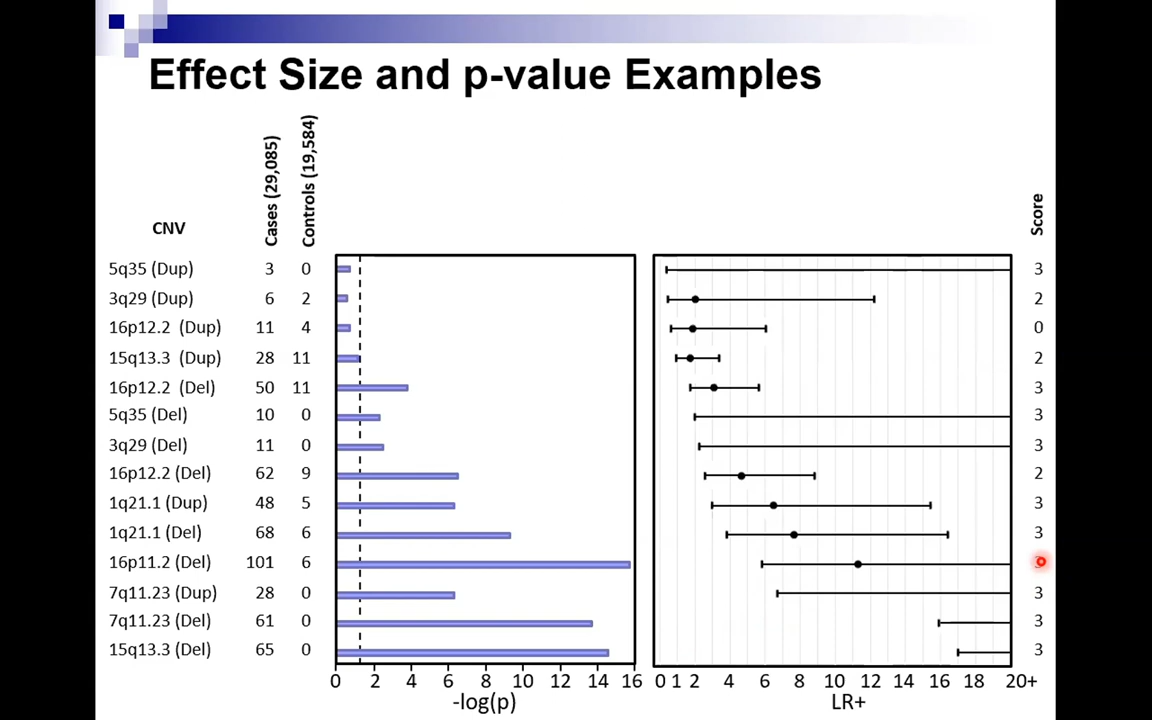 Effect Size and p-value Examples
CNV Cases (29,085) Controls (19,584) Score
5q35 (Dup) 3 0 3
3q29 (Dup) 6 2 2
16p12.2 (Dup) 11 4 0
15q13.3 (Dup) 28 11 2
16p12.2 (Del) 50 11 3
5q35 (Del) 10 0 3
3q29 (Del) 11 0 3
16p12.2 (Del) 62 9 2
1q21.1 (Dup) 48 5 3
1q21.1 (Del) 68 6 3
16p11.2 (Del) 101 6
7q11.23 (Dup) 28 0 3
7q11.23 (Del) 61 0 3
15q13.3 (Del) 65 0 3
0 2 4 6 8 10 12 14 16 0 1 2 4 6 8 10 12 14 16 18 20+
-log(p) LR+